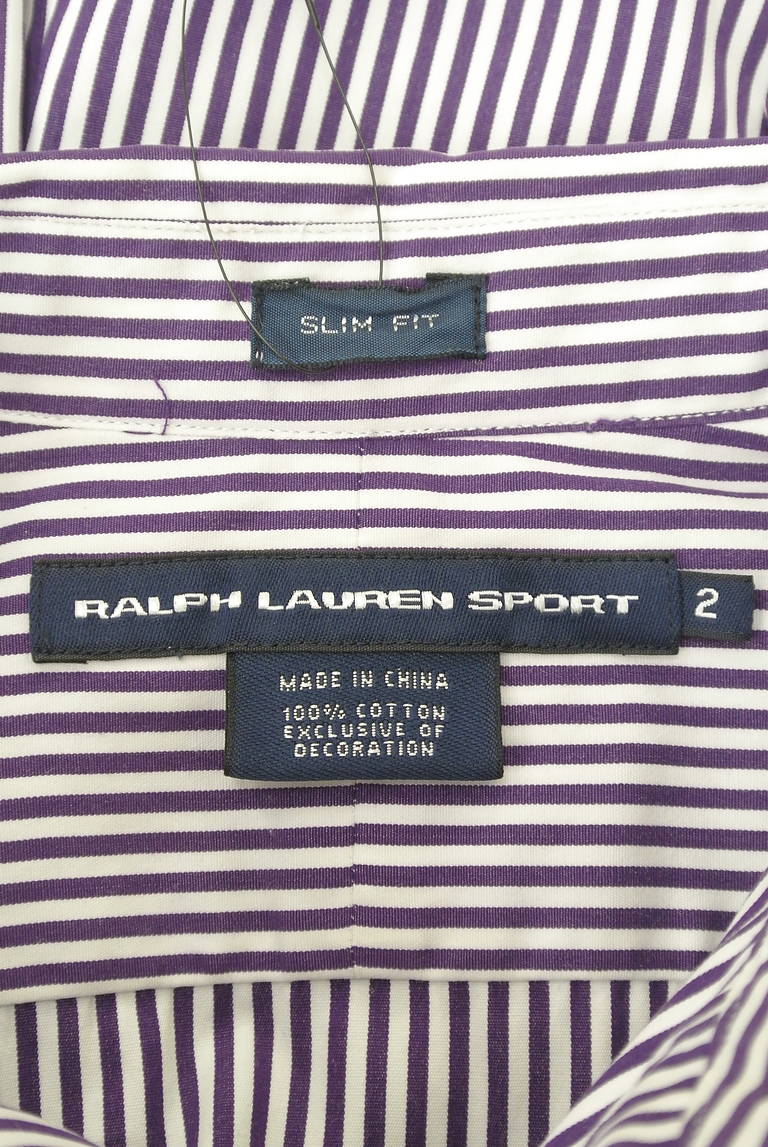 SLIM FIT
RALPH LAUREN SPORT 2
MADE IN CHINA
100% COTTON
EXCLUSIVE OF
DECORATION